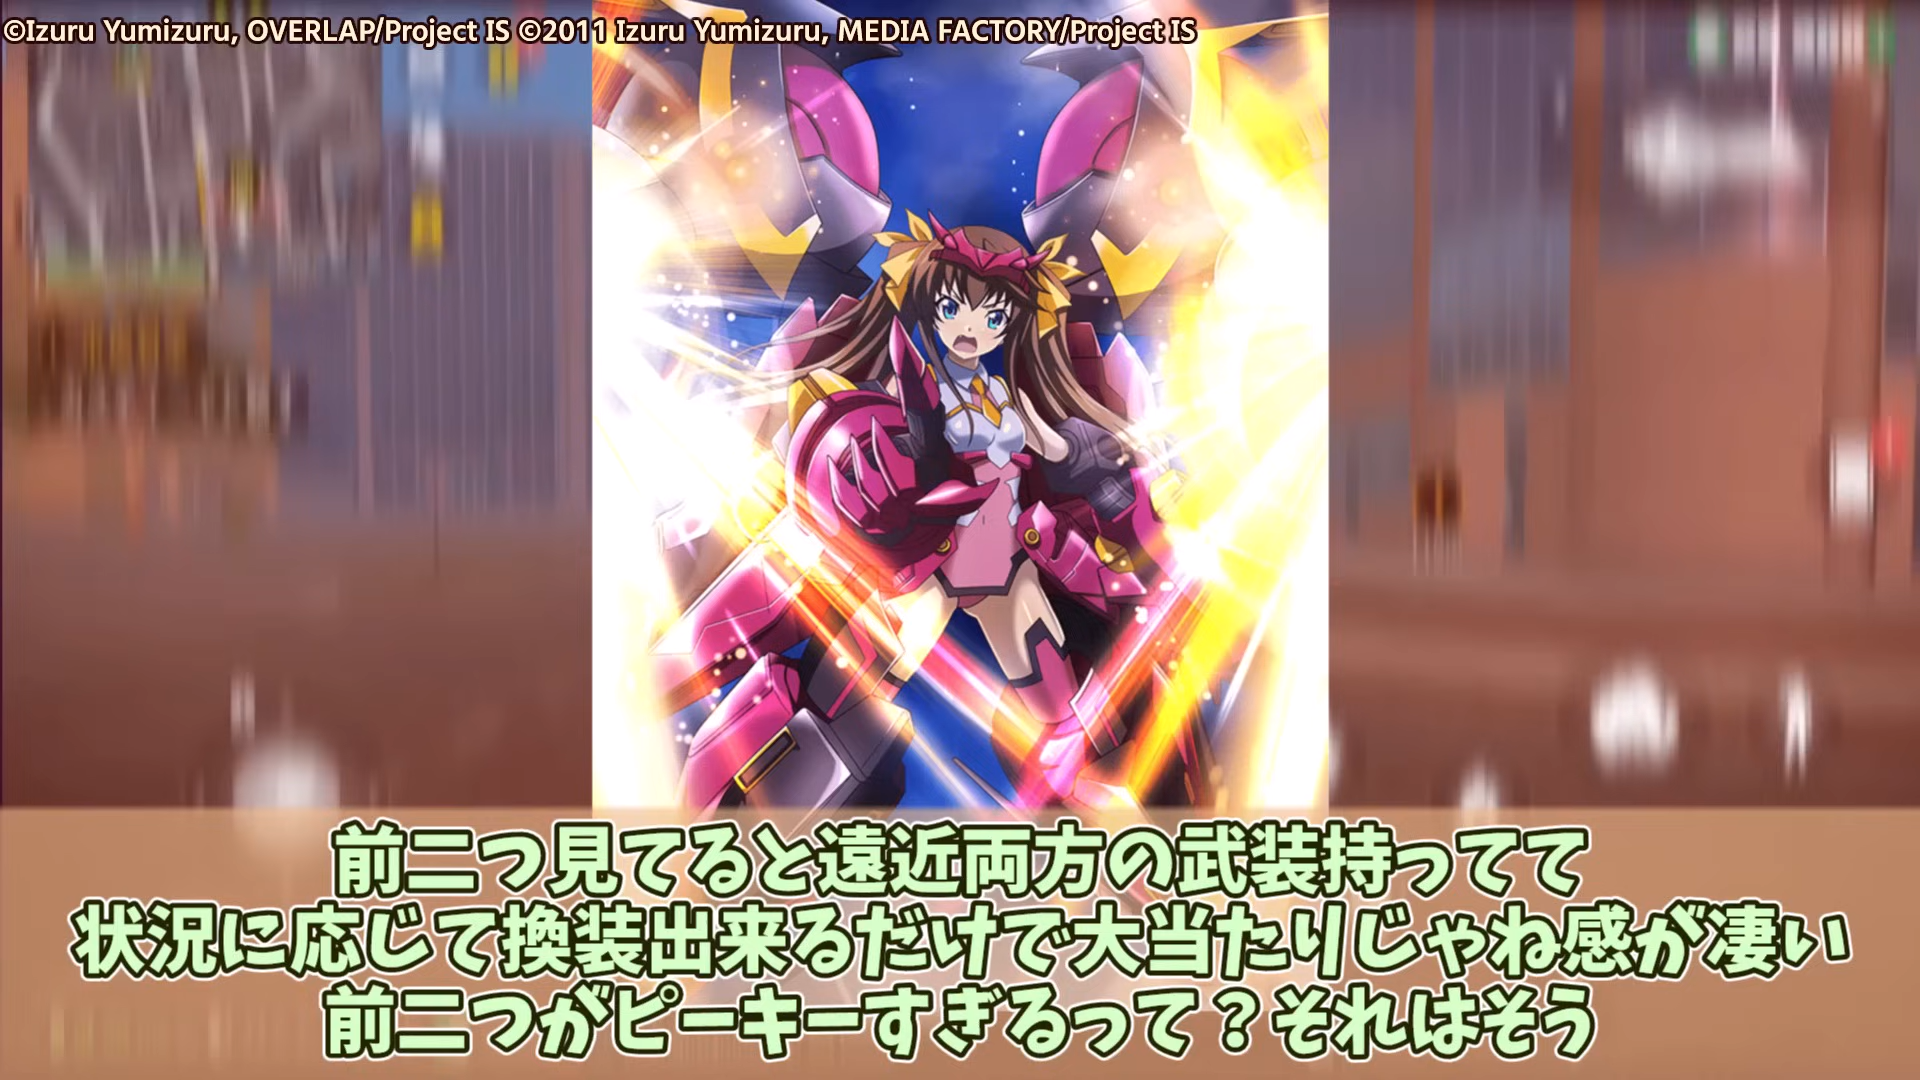 ©Izuru Yumizuru, OVERLAP/Project IS ©2011 Izuru Yumizuru, MEDIA FACTORY/Project IS
前二つ見てると遠近両方の武装持ってて
状況に応じて換装出来るだけで大当たりじゃね感が凄い
前二つがピーキーすぎるって？それはそう